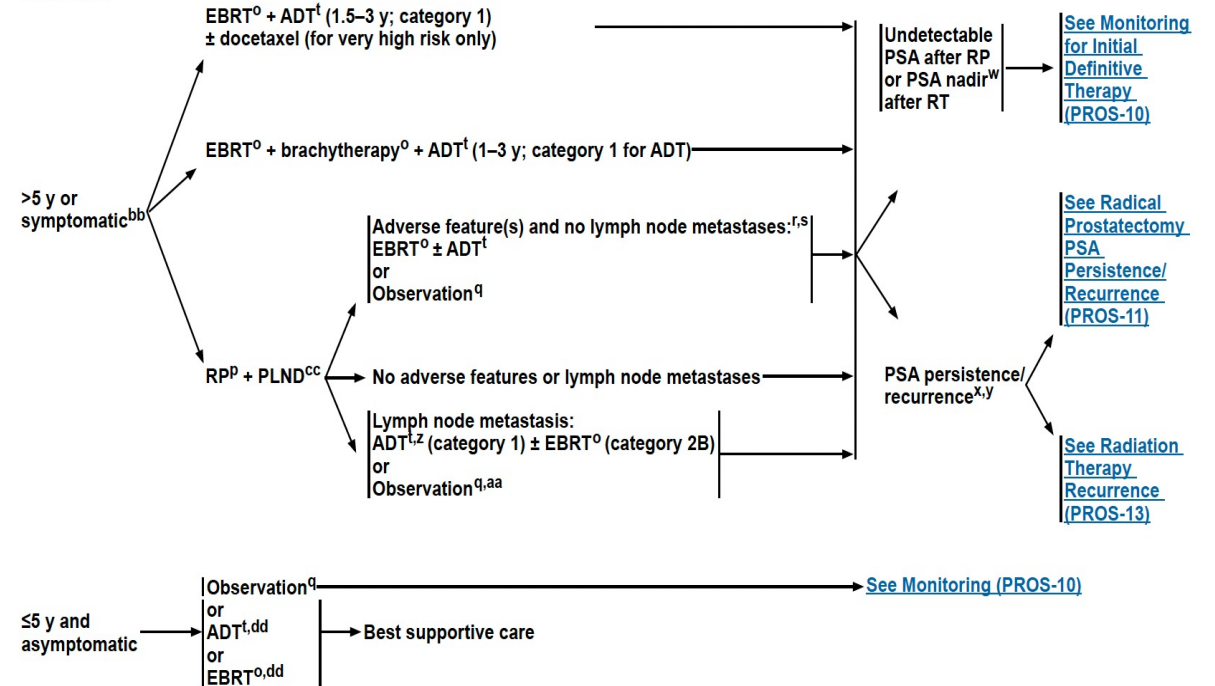 EBRTo + ADTt (1.5–3 y; category 1)
± docetaxel (for very high risk only)
EBRTo + brachytherapyo + ADTt (1–3 y; category 1 for ADT)
>5 y or
symptomaticbb
Adverse feature(s) and no lymph node metastases:r,s
EBRTo ± ADTt
or
Observationq
RPp + PLNDcc
No adverse features or lymph node metastases
Lymph node metastasis:
ADTt,z (category 1) ± EBRTo (category 2B)
or
Observationq,aa
Undetectable
PSA after RP
or PSA nadirw
after RT
See Monitoring
for Initial
Definitive
Therapy
(PROS-10)
PSA persistence/
recurrencex,y
See Radical
Prostatectomy
PSA
Persistence/
Recurrence
(PROS-11)
See Radiation
Therapy
Recurrence
(PROS-13)
≤5 y and
asymptomatic
Observationq
or
ADTt,dd
or
EBRTo,dd
See Monitoring (PROS-10)
Best supportive care